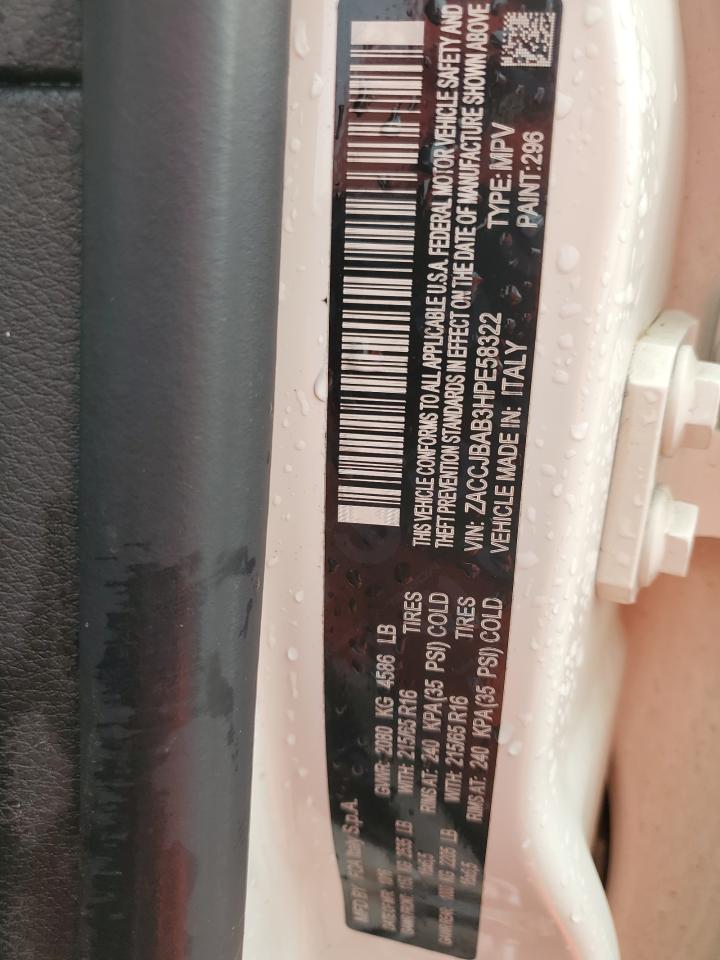 MFD BY: FCA Italy S.p.A.
GVWR: 2080 KG 4586 LB
LB WITH: 215/65 R16 TIRES
RIMS AT: 240 KPA(35 PSI) COLD
KG LB WITH: 215/65 R16 TIRES
RIMS AT: 240 KPA(35 PSI) COLD
THIS VEHICLE CONFORMS TO ALL APPLICABLE U.S.A. FEDERAL MOTOR VEHICLE SAFETY AND
THEFT PREVENTION STANDARDS IN EFFECT ON THE DATE OF MANUFACTURE SHOWN ABOVE
VIN: ZACCJBAB3HPE58322 TYPE: MPV
VEHICLE MADE IN: ITALY PAINT:296